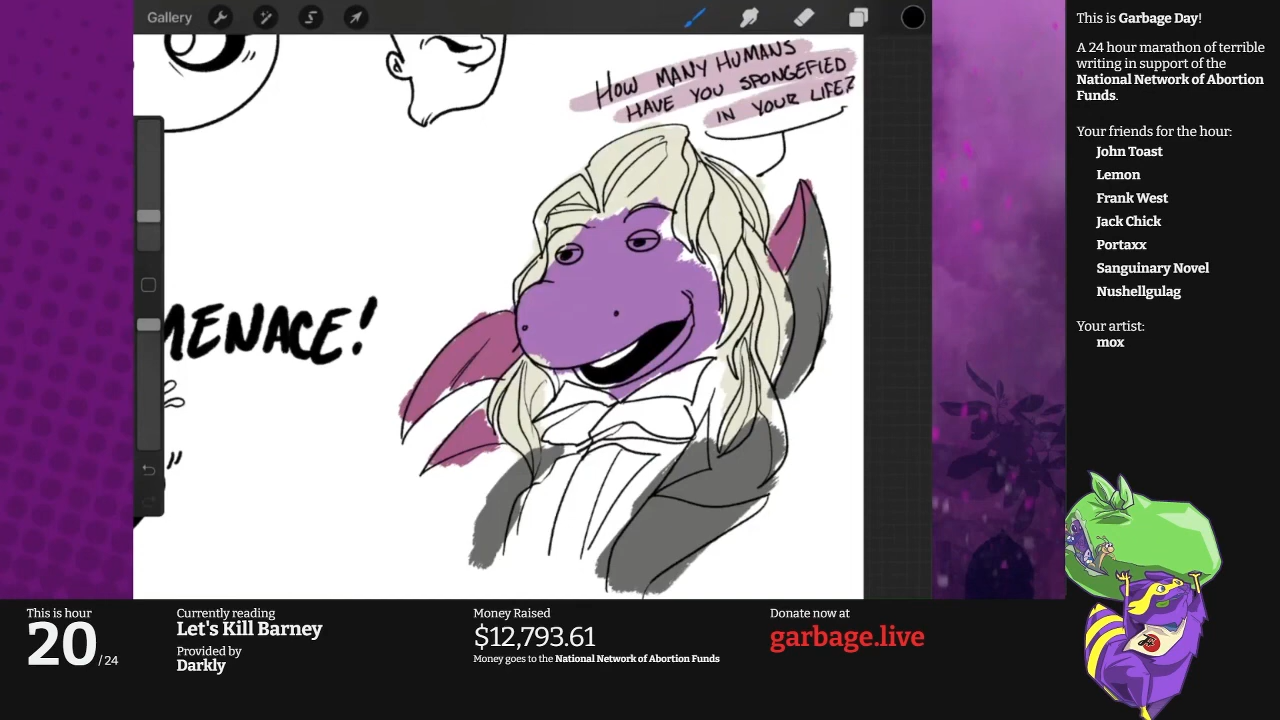 Gallery
HOW MANY HUMANS
HAVE YOU SPONGEFIED
IN YOUR LIFE?
MENACE!
This is Garbage Day!
A 24 hour marathon of terrible
writing in support of the
National Network of Abortion
Funds.
Your friends for the hour:
John Toast
Lemon
Frank West
Jack Chick
Portaxx
Sanguinary Novel
Nushellgulag
Your artist:
mox
This is hour
20 / 24
Currently reading
Let's Kill Barney
Provided by
Darkly
Money Raised
$12,793.61
Money goes to the National Network of Abortion Funds
Donate now at
garbage.live